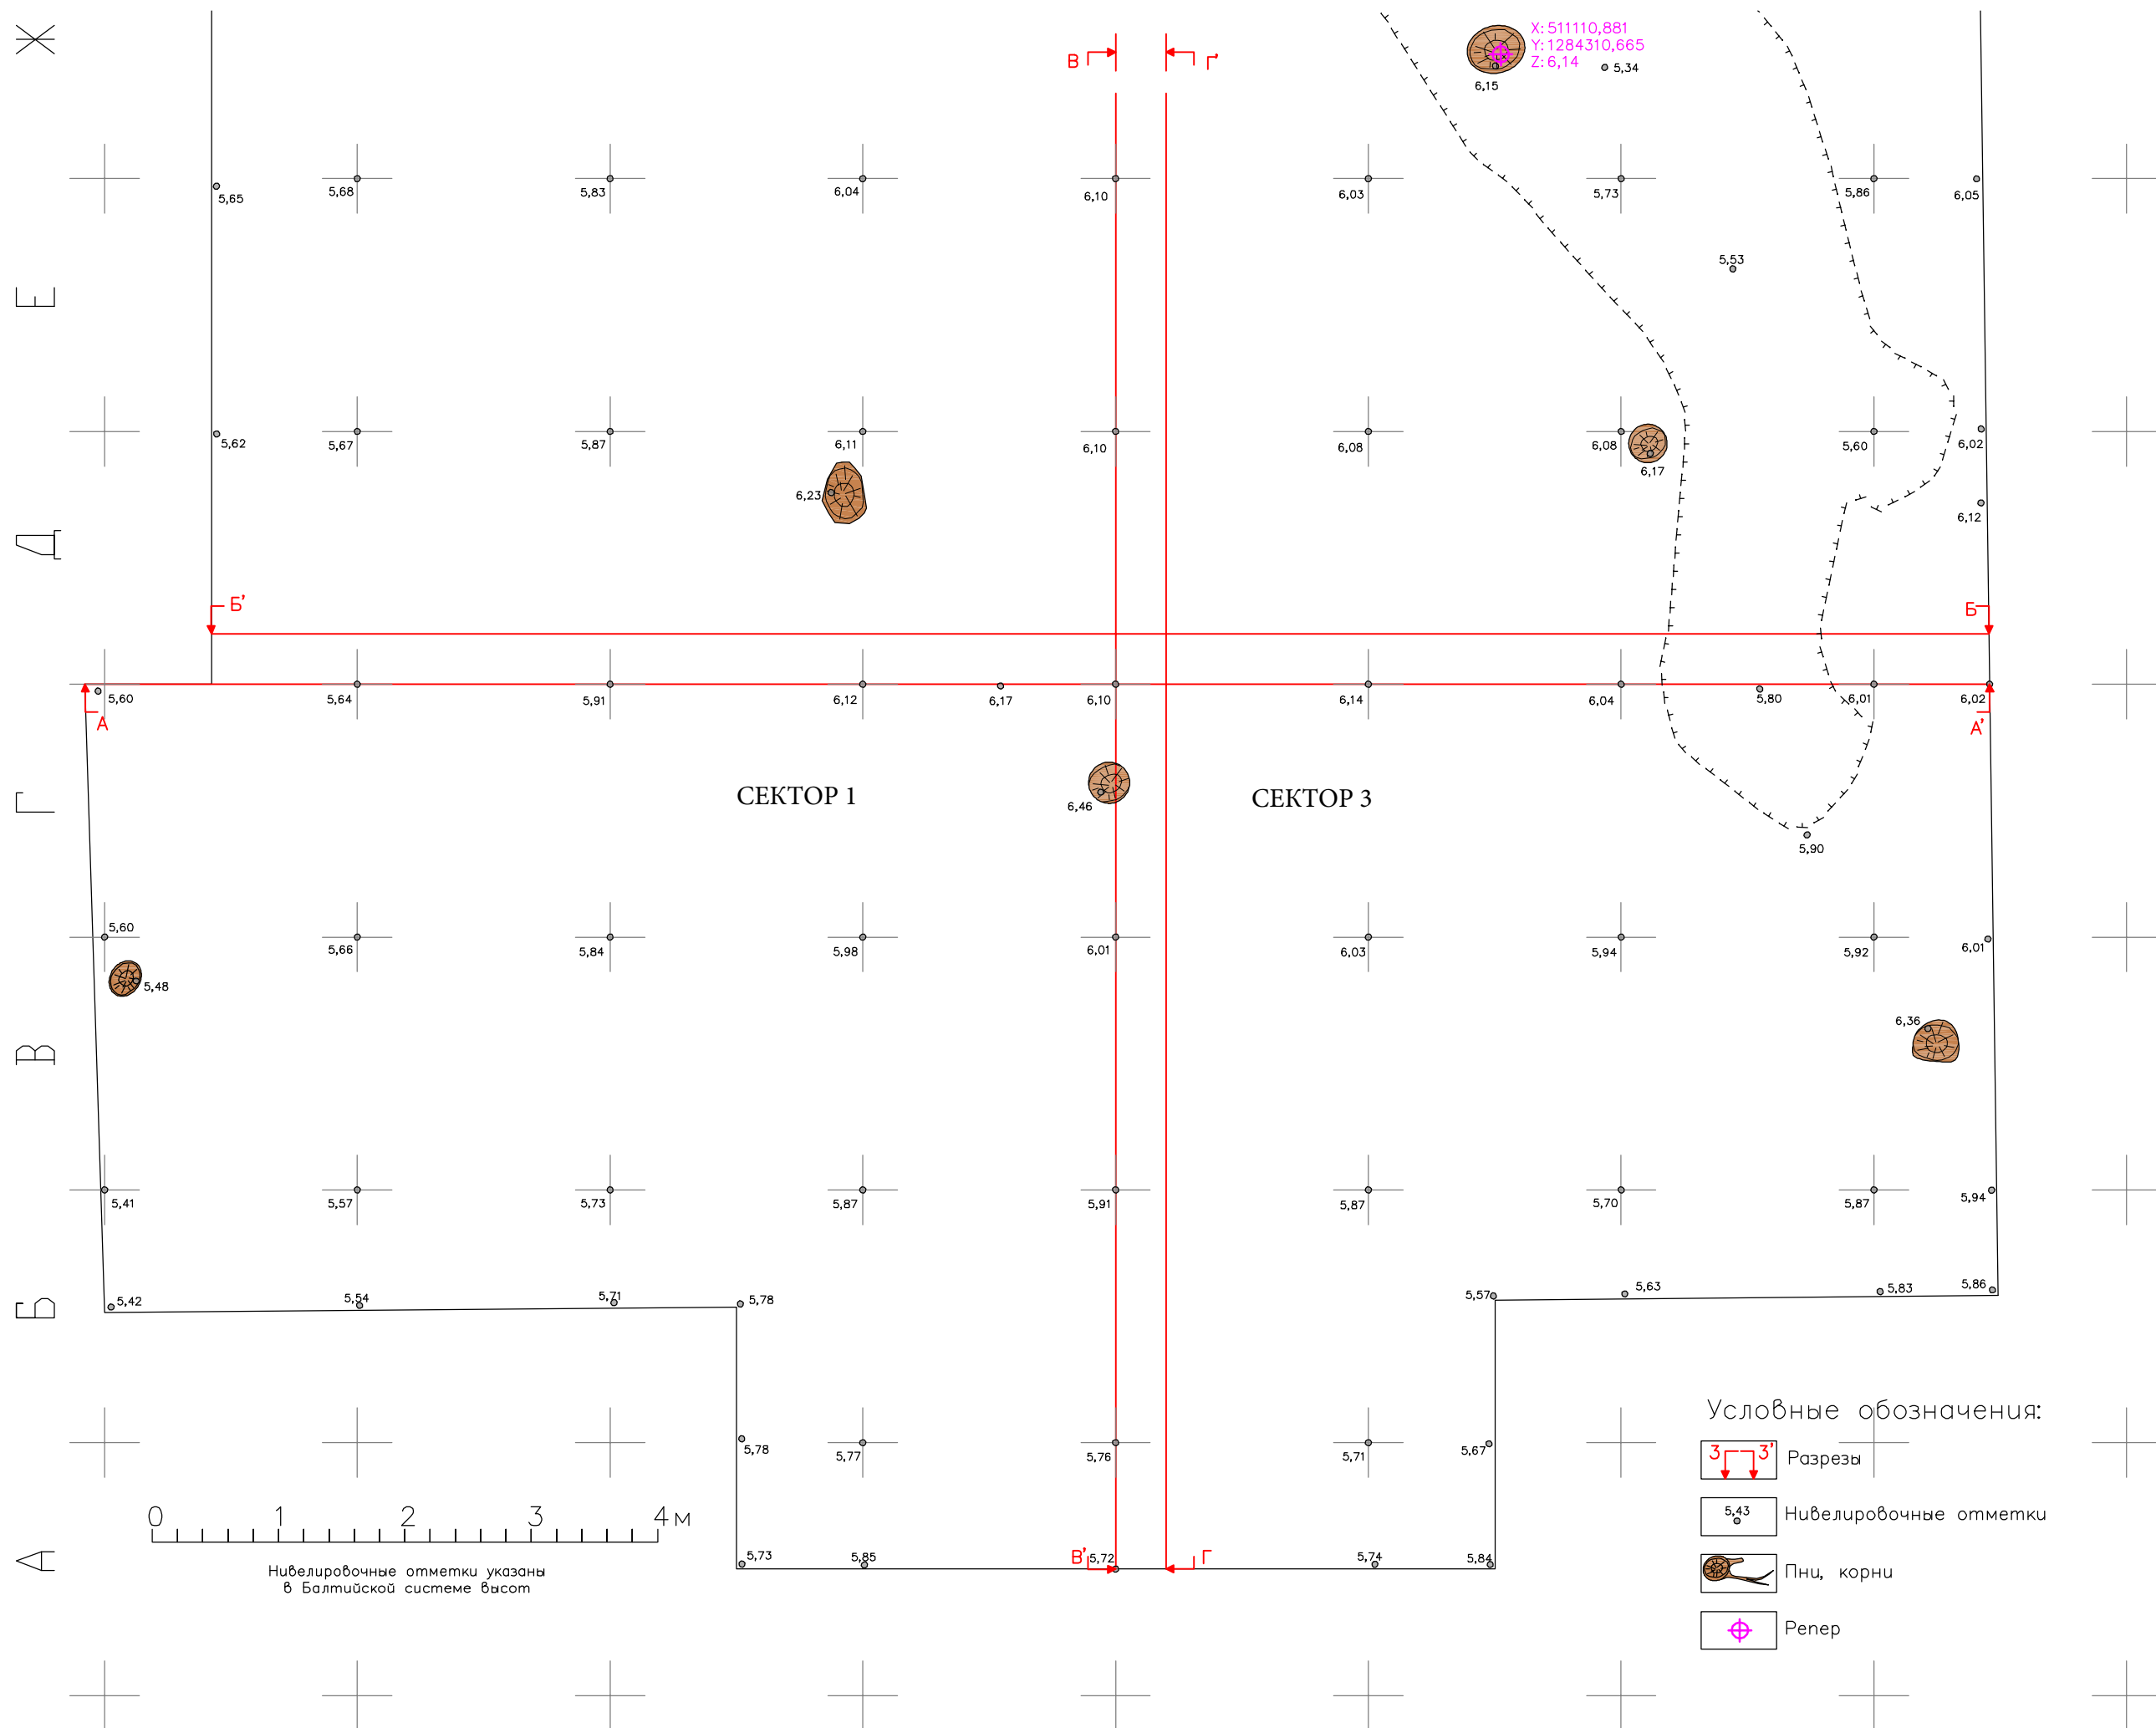 Ж
В
Г'
X: 511110,881
Y: 1284310,665
Z: 6,14
5,34
6,15
5,65
5,68
5,83
6,04
6,10
6,03
5,73
5,86
6,05
Е
5,53
5,62
5,67
5,87
6,11
6,10
6,08
6,08
6,17
5,60
6,02
6,23
6,12
Д
Б'
Б
5,60
5,64
5,91
6,12
6,17
6,10
6,14
6,04
5,80
6,01
6,02
А
А'
СЕКТОР 1
СЕКТОР 3
Г
6,46
5,90
5,60
5,66
5,84
5,98
6,01
6,03
5,94
5,92
6,01
5,48
6,36
В
5,41
5,57
5,73
5,87
5,91
5,87
5,70
5,87
5,94
Б
5,42
5,54
5,71
5,78
5,57
5,63
5,83
5,86
5,78
5,77
5,76
5,71
5,67
А
5,73
5,85
В'
5,72
Г
5,74
5,84
0 1 2 3 4 м
Нивелировочные отметки указаны
в Балтийской системе высот
Условные обозначения:
3 3' Разрезы
5,43 Нивелировочные отметки
Пни, корни
Репер